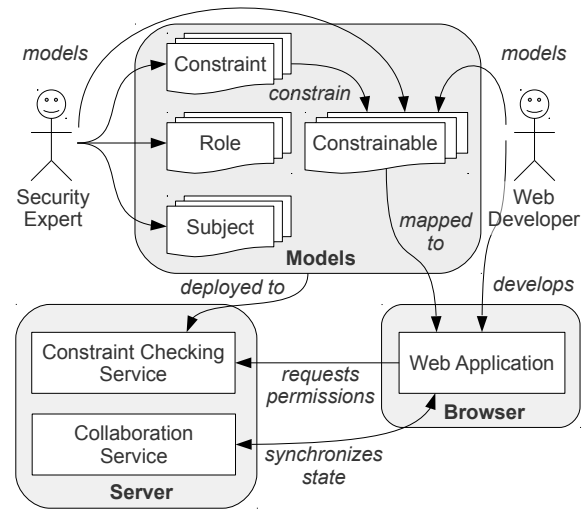 models
Constraint
models
constrain
Role
Constrainable
Security
Expert
Web
Developer
Subject
mapped
to
Models
deployed to
develops
Constraint Checking
Service
requests
permissions
Web Application
Browser
Collaboration
Service
synchronizes
state
Server